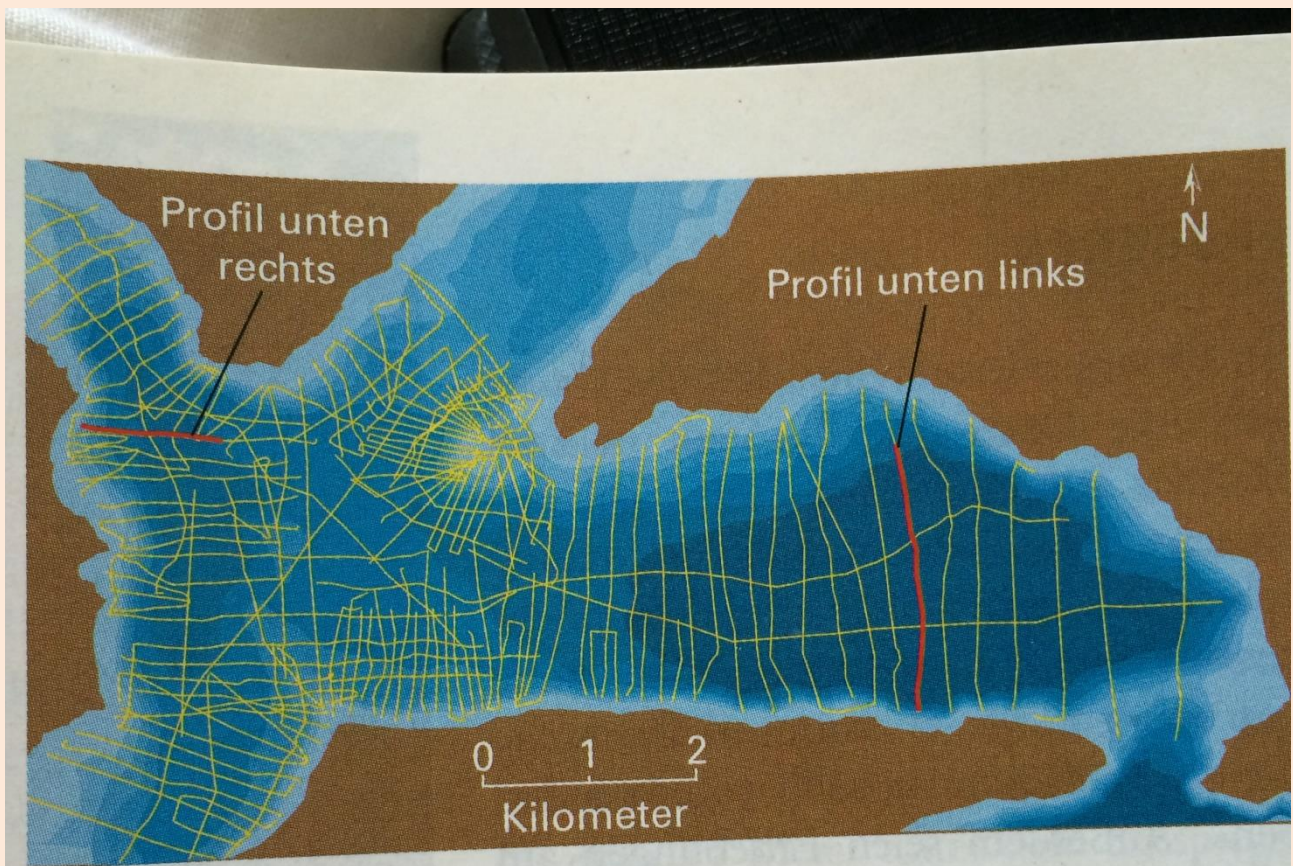 Profil unten
rechts
Profil unten links
N
0 1 2
Kilometer